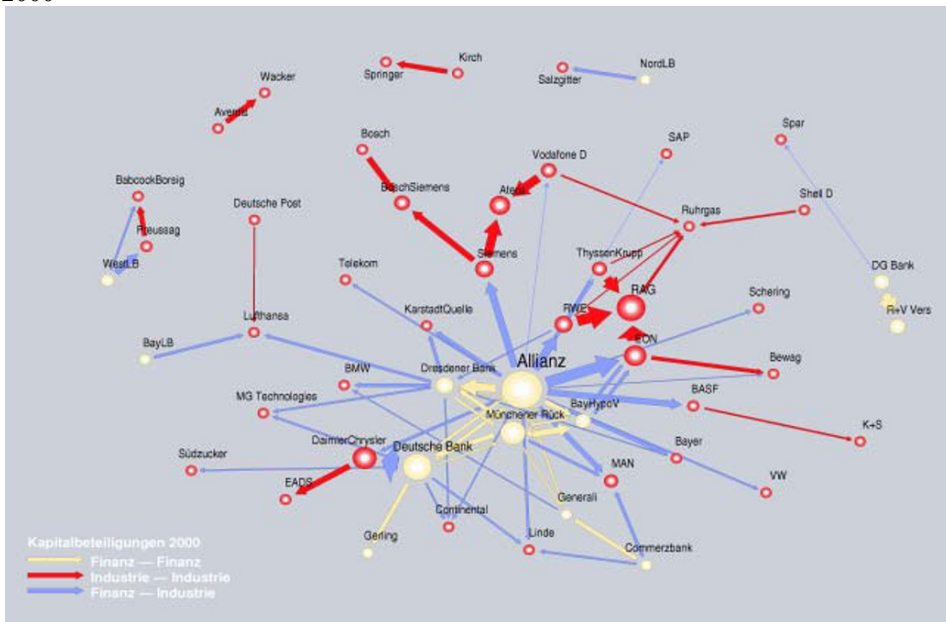 2000
Kirch
Springer
NordLB
Salzgitter
Wacker
Aventis
Spar
Bosch
SAP
Vodafone D
BabcockBorsig
BoschSiemens
Atecs
Shell D
Deutsche Post
Ruhrgas
Preussag
Siemens
ThyssenKrupp
WestLB
Telekom
DG Bank
RAG
Schering
KarstadtQuelle
RWE
R+V Vers
Lufthansa
EON
BayLB
Allianz
Bewag
BMW
Dresdener Bank
BASF
MG Technologies
BayHypoV
Münchener Rück
K+S
DaimlerChrysler
Deutsche Bank
Bayer
Südzucker
MAN
VW
EADS
Generali
Continental
Gerling
Linde
Commerzbank
Kapitalbeteiligungen 2000
Finanz — Finanz
Industrie — Industrie
Finanz — Industrie